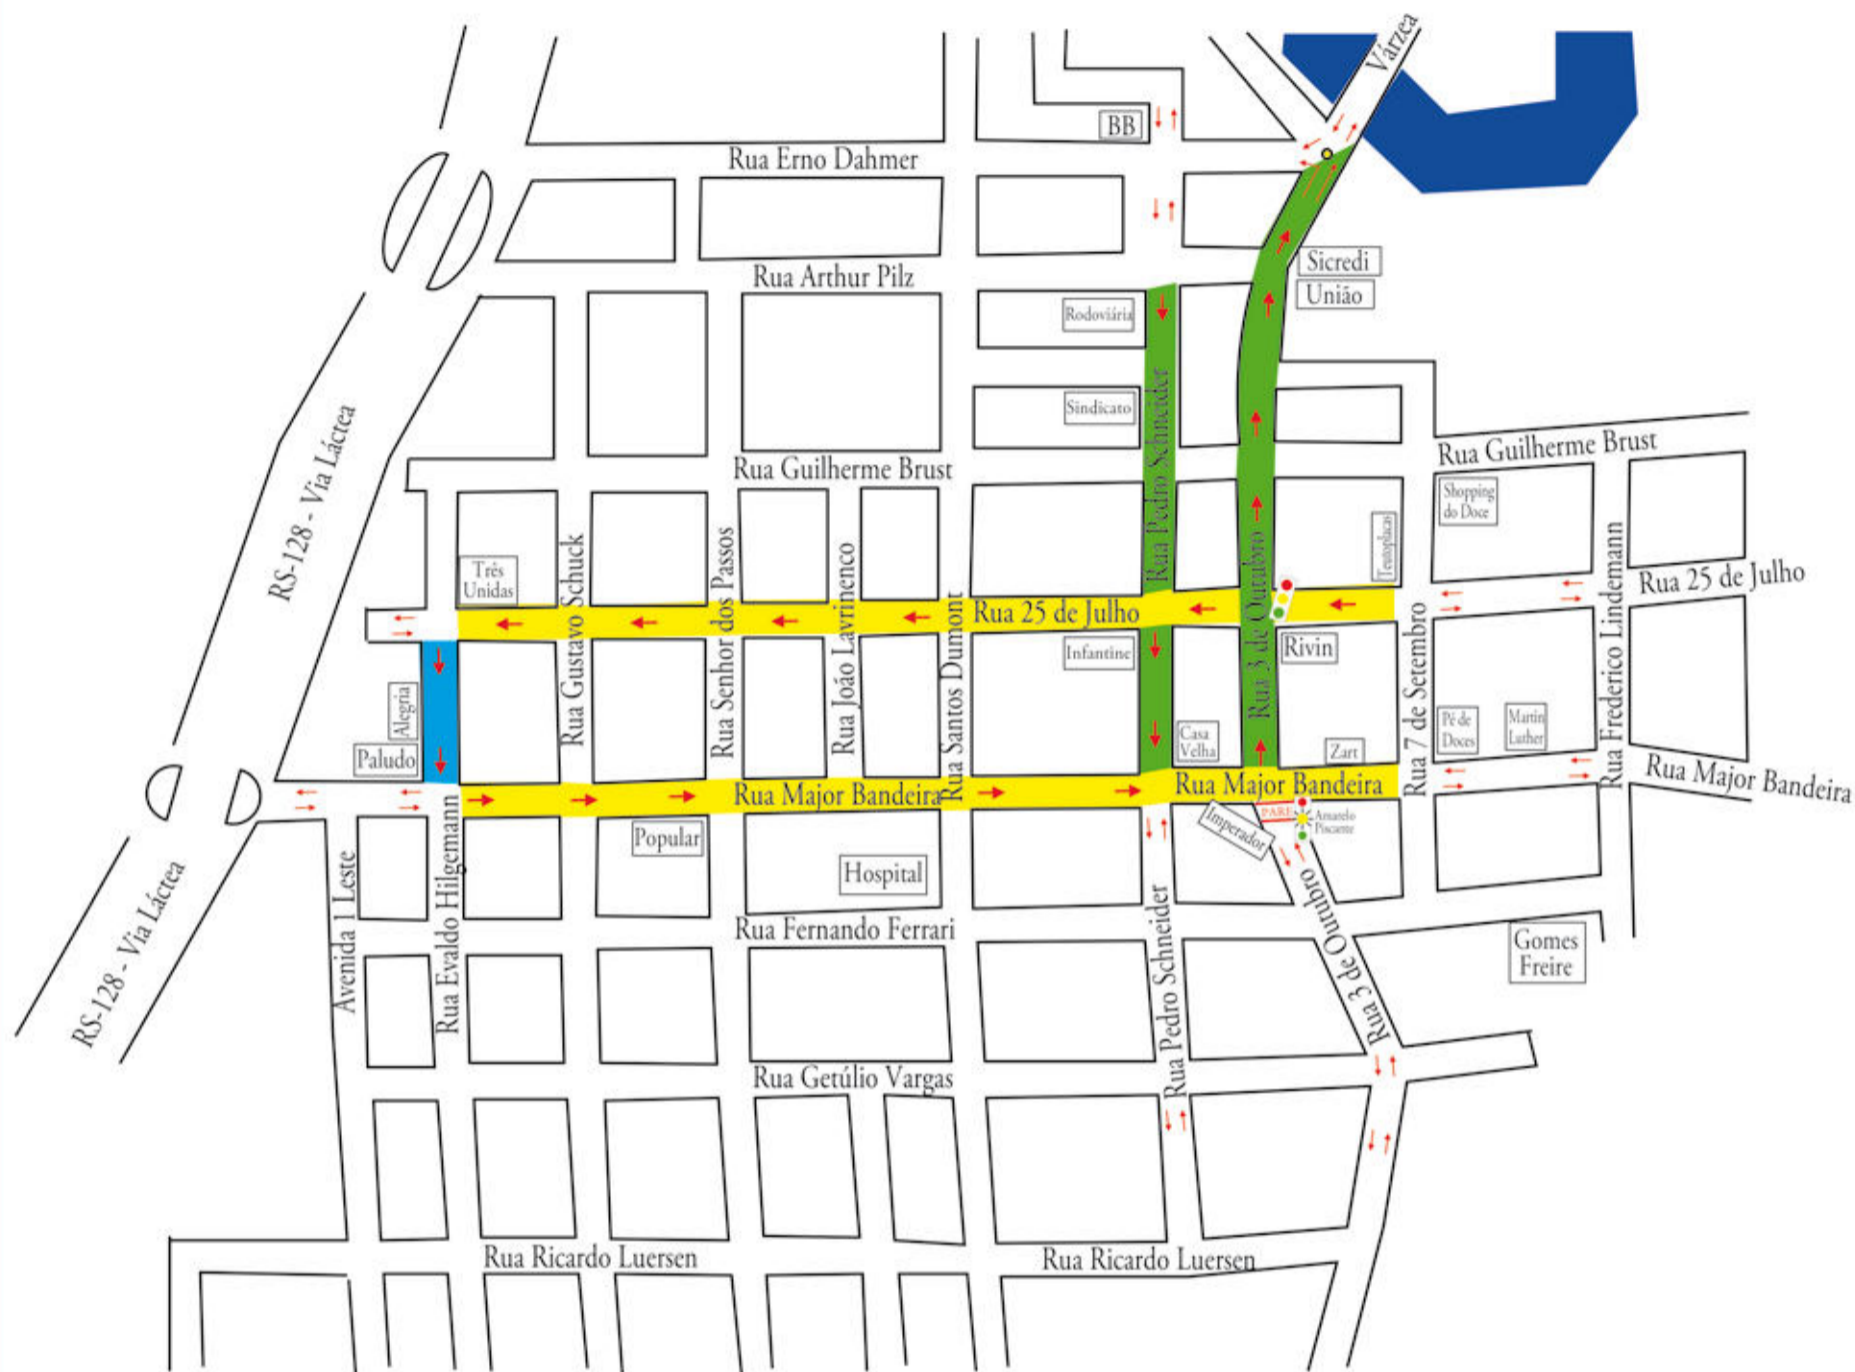 Várzea
BB
Rua Erno Dahmer
Sicredi
União
Rua Arthur Pilz
Rodoviária
Sindicato
Rua Pedro Schneider
RS-128 - Via Láctea
Rua Guilherme Brust
Rua Guilherme Brust
Shopping
do Doce
Teutoplacas
Três
Unidas
Rua Gustavo Schuck
Rua Senhor dos Passos
Rua João Lavrinenco
Rua Santos Dumont
Rua 25 de Julho
Rua 3 de Outubro
Rua 25 de Julho
Rua Frederico Lindemann
Rua 7 de Setembro
Infantine
Rivin
Alegria
Paludo
Casa
Velha
Zart
Pé de
Doces
Martin
Luther
Rua Major Bandeira
Rua Major Bandeira
Rua Major Bandeira
Imperador
PARE
Amarelo
Piscante
Popular
Hospital
Avenida 1 Leste
Rua Evaldo Hilgemann
RS-128 - Via Láctea
Rua Fernando Ferrari
Rua Pedro Schneider
Rua 3 de Outubro
Gomes
Freire
Rua Getúlio Vargas
Rua Ricardo Luersen
Rua Ricardo Luersen